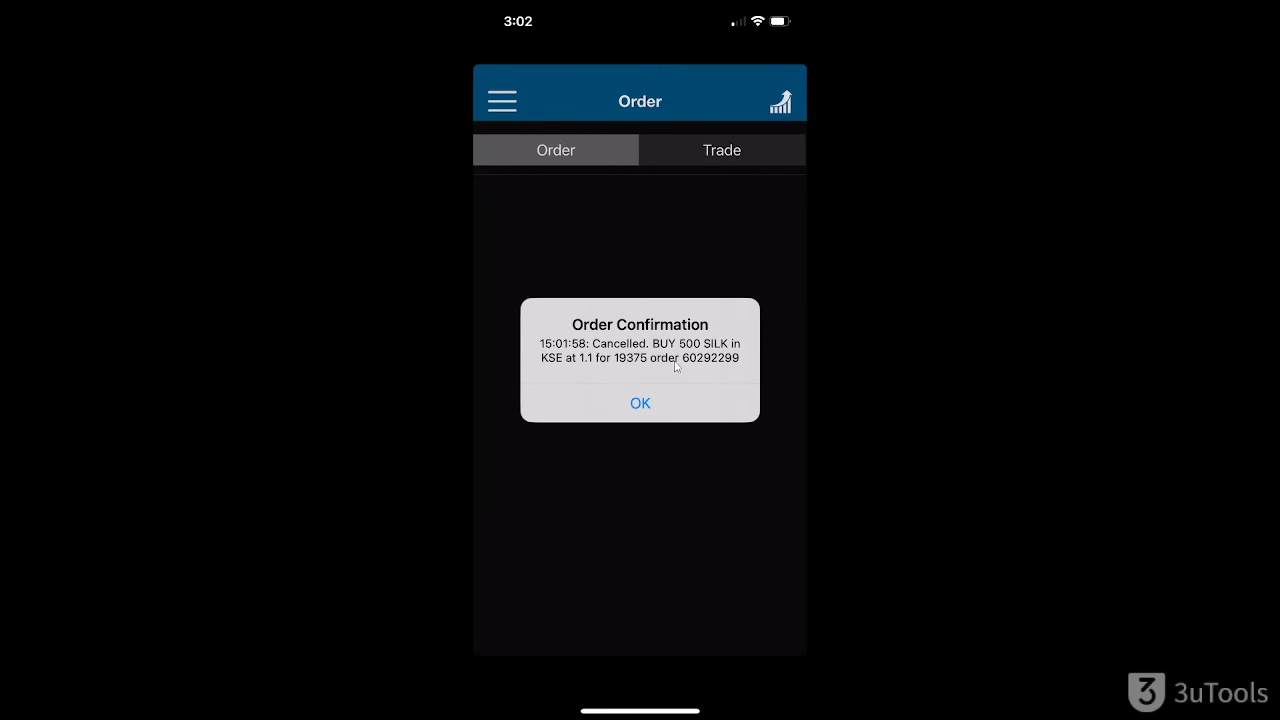 3:02
Order
Order Trade
Order Confirmation
15:01:58: Cancelled. BUY 500 SILK in
KSE at 1.1 for 19375 order 60292299
OK
3uTools